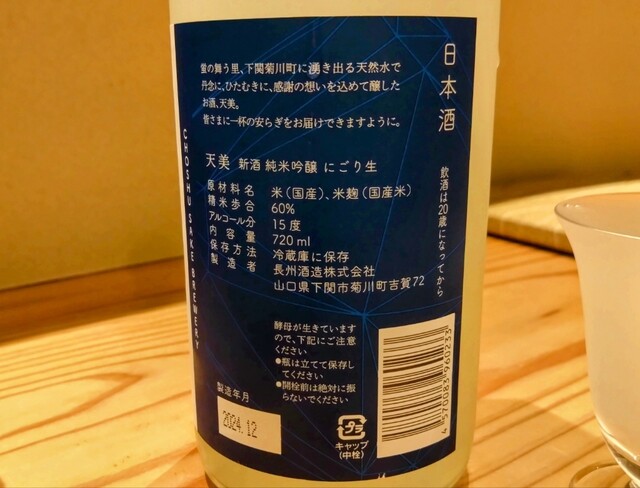 日本酒
飲酒は20歳になってから
蛍の舞う里、下関菊川町に湧き出る天然水で
丹念に、ひたむきに、感謝の想いを込めて醸した
お酒、天美。
皆さまに一杯の安らぎをお届けできますように。
天美 新酒 純米吟醸 にごり生
原材料名 米(国産)、米麹(国産米)
精米歩合 60%
アルコール分 15度
内容量 720ml
保存方法 冷蔵庫に保存
製造者 長州酒造株式会社
山口県下関市菊川町吉賀72
酵母が生きています
ので、下記にご注意
ください
●瓶は立てて保存し
てください
●開栓前は絶対に振
らないでください
製造年月
2024.12
プラ
キャップ
(中栓)
4570083960233
CHOSHU SAKE BREWERY